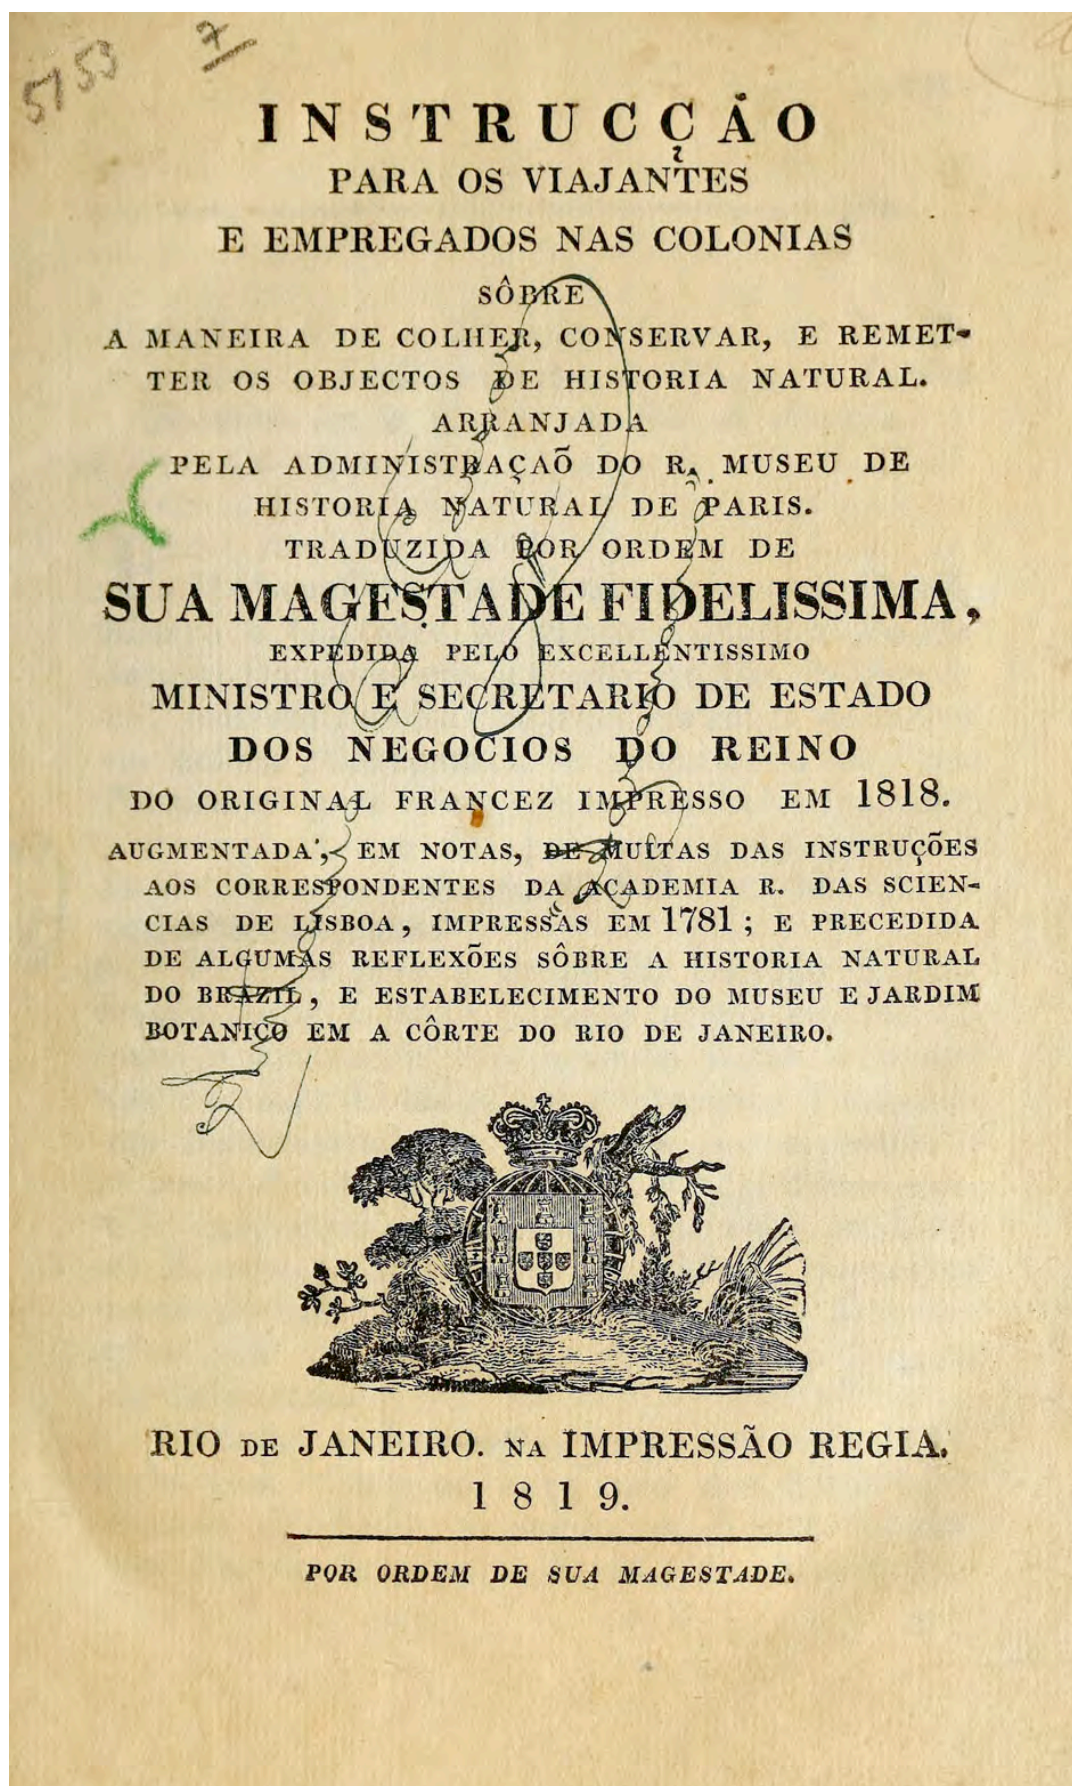 5153 7
INSTRUCÇÃO
PARA OS VIAJANTES
E EMPREGADOS NAS COLONIAS
SÔBRE
A MANEIRA DE COLHER, CONSERVAR, E REMET-
TER OS OBJECTOS DE HISTORIA NATURAL.
ARRANJADA
PELA ADMINISTRAÇAÕ DO R. MUSEU DE
HISTORIA NATURAL DE PARIS.
TRADUZIDA POR ORDEM DE
SUA MAGESTADE FIDELISSIMA,
EXPEDIDA PELO EXCELLENTISSIMO
MINISTRO E SECRETARIO DE ESTADO
DOS NEGOCIOS DO REINO
DO ORIGINAL FRANCEZ IMPRESSO EM 1818.
AUGMENTADA, EM NOTAS, DE MUITAS DAS INSTRUÇÕES
AOS CORRESPONDENTES DA ACADEMIA R. DAS SCIEN-
CIAS DE LISBOA, IMPRESSAS EM 1781; E PRECEDIDA
DE ALGUMAS REFLEXÕES SÔBRE A HISTORIA NATURAL
DO BRAZIL, E ESTABELECIMENTO DO MUSEU E JARDIM
BOTANICO EM A CÔRTE DO RIO DE JANEIRO.
RIO DE JANEIRO. NA IMPRESSÃO REGIA.
1819.
POR ORDEM DE SUA MAGESTADE.